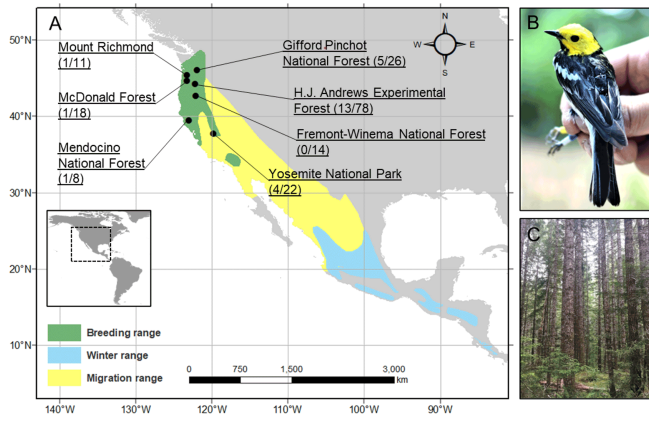 A
B
C
N
W
E
S
Mount Richmond
(1/11)
Gifford Pinchot
National Forest (5/26)
McDonald Forest
(1/18)
H.J. Andrews Experimental
Forest (13/78)
Fremont-Winema National Forest
(0/14)
Mendocino
National Forest
(1/8)
Yosemite National Park
(4/22)
50°N
40°N
30°N
20°N
10°N
Breeding range
Winter range
Migration range
0 750 1,500 3,000
km
140°W 130°W 120°W 110°W 100°W 90°W